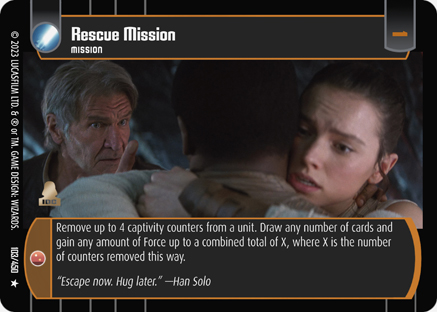 Rescue Mission
MISSION
Remove up to 4 captivity counters from a unit. Draw any number of cards and
gain any amount of Force up to a combined total of X, where X is the number
of counters removed this way.
"Escape now. Hug later." —Han Solo
© 2023 LUCASFILM LTD. & ® or TM. GAME DESIGN: WIZARDS.
103/450